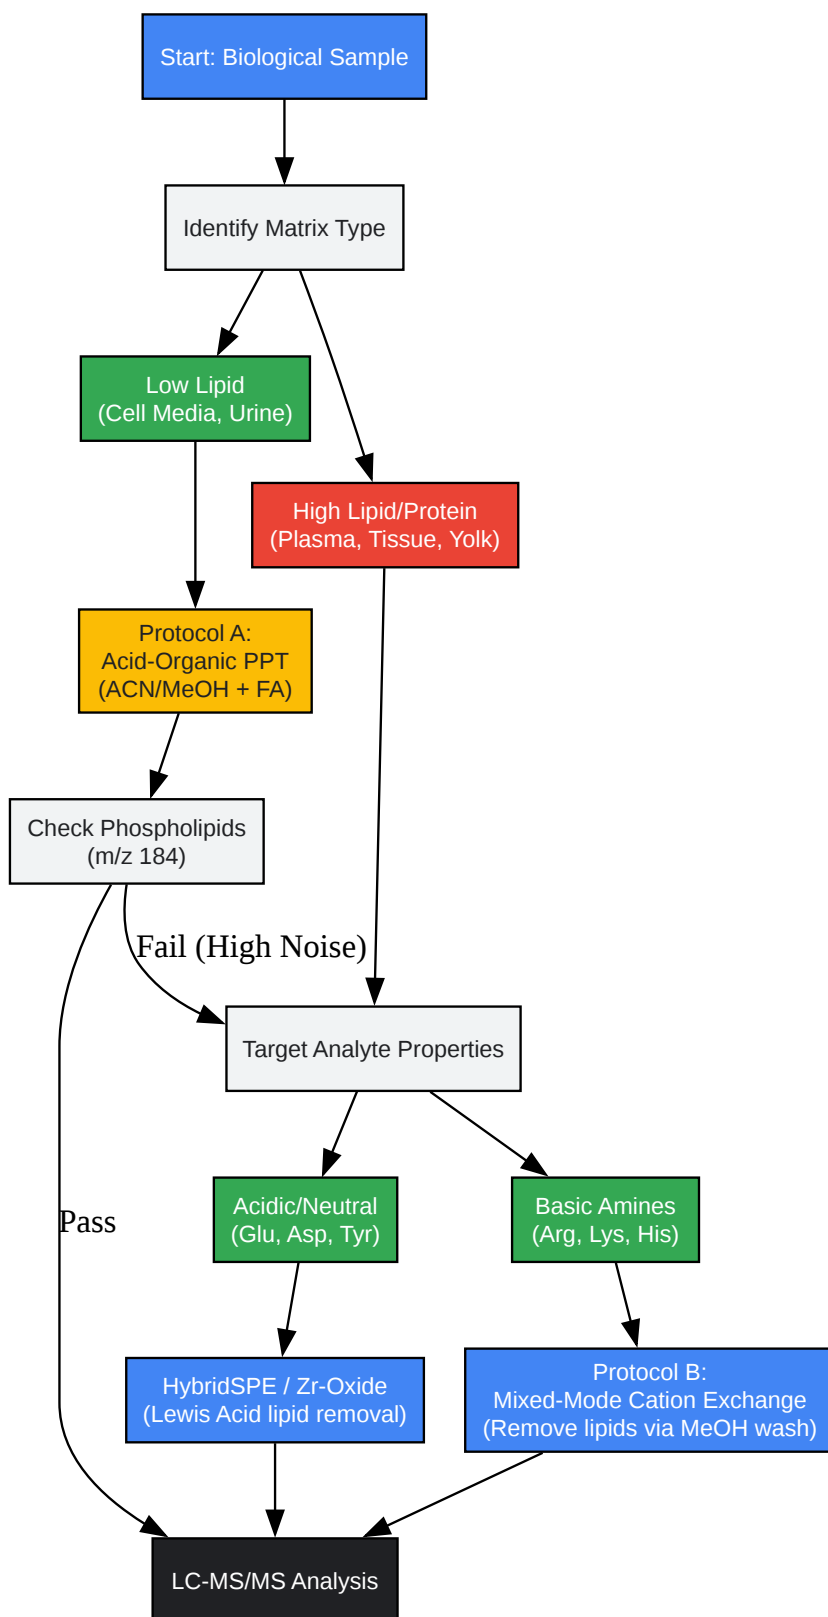 Start: Biological Sample
Identify Matrix Type
Low Lipid
(Cell Media, Urine)
High Lipid/Protein
(Plasma, Tissue, Yolk)
Protocol A:
Acid-Organic PPT
(ACN/MeOH + FA)
Check Phospholipids
(m/z 184)
Fail (High Noise)
Target Analyte Properties
Pass
Acidic/Neutral
(Glu, Asp, Tyr)
Basic Amines
(Arg, Lys, His)
HybridSPE / Zr-Oxide
(Lewis Acid lipid removal)
Protocol B:
Mixed-Mode Cation Exchange
(Remove lipids via MeOH wash)
LC-MS/MS Analysis